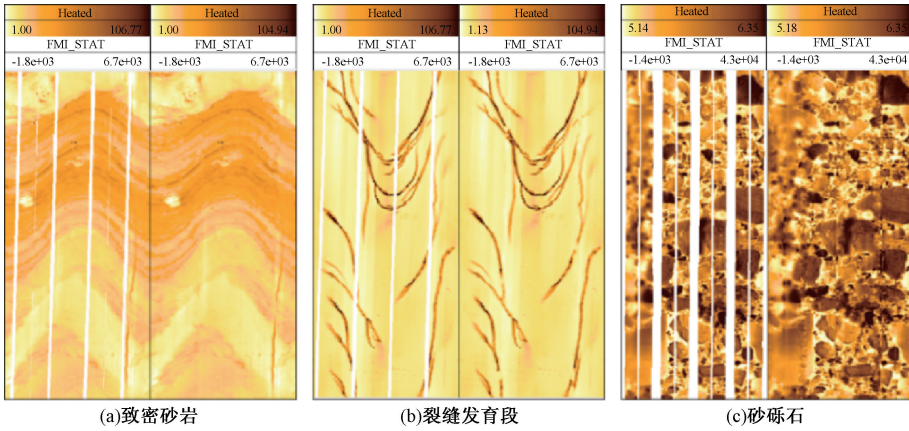 Heated
1.00 106.77
FMI_STAT
-1.8e+03 6.7e+03
Heated
1.00 104.94
FMI_STAT
-1.8e+03 6.7e+03
(a)致密砂岩
Heated
1.00 106.77
FMI_STAT
-1.8e+03 6.7e+03
Heated
1.13 104.94
FMI_STAT
-1.8e+03 6.7e+03
(b)裂缝发育段
Heated
5.14 6.35
FMI_STAT
-1.4e+03 4.3e+04
Heated
5.18 6.35
FMI_STAT
-1.4e+03 4.3e+04
(c)砂砾石